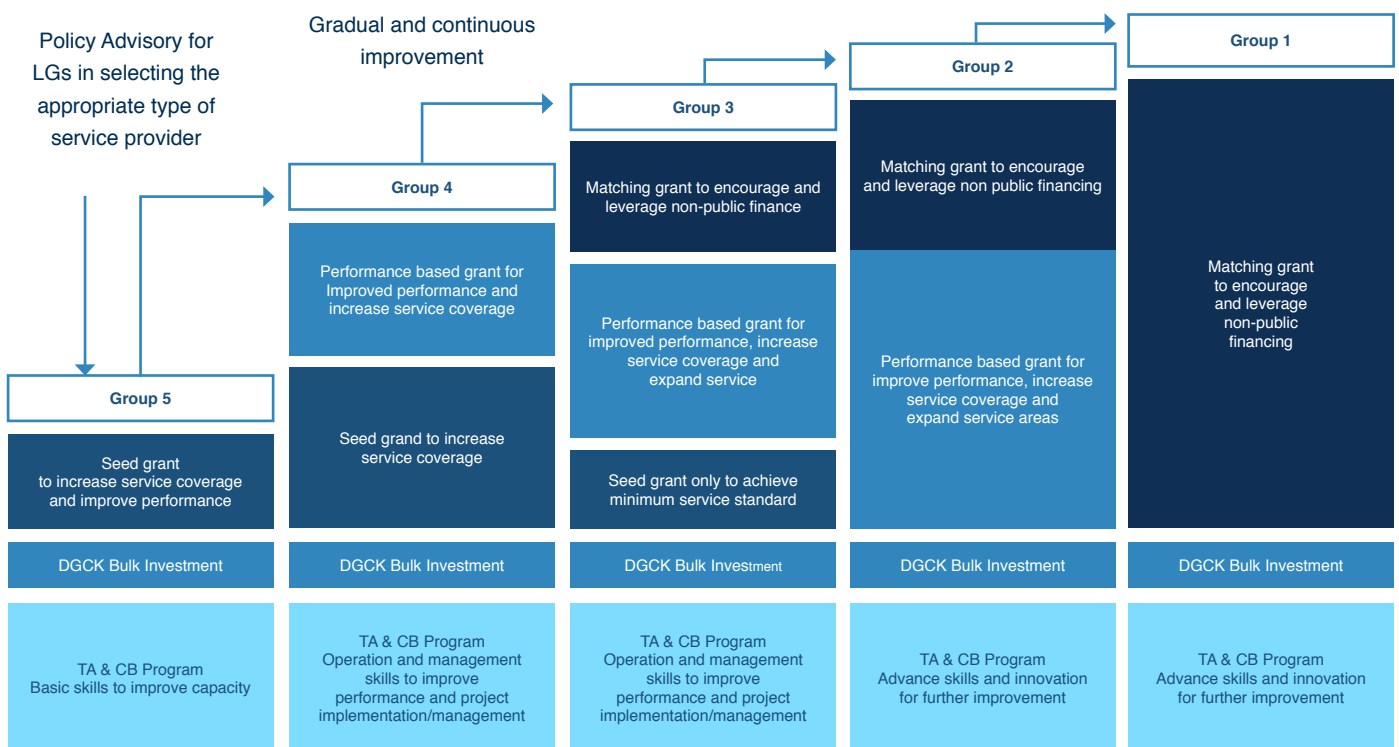 Policy Advisory for
LGs in selecting the
appropriate type of
service provider
Gradual and continuous
improvement
Group 5
Seed grant
to increase service coverage
and improve performance
DGCK Bulk Investment
TA & CB Program
Basic skills to improve capacity
Group 4
Performance based grant for
Improved performance and
increase service coverage
Seed grand to increase
service coverage
DGCK Bulk Investment
TA & CB Program
Operation and management
skills to improve
performance and project
implementation/management
Group 3
Matching grant to encourage and
leverage non-public finance
Performance based grant for
improved performance, increase
service coverage and
expand service
Seed grant only to achieve
minimum service standard
DGCK Bulk Investment
TA & CB Program
Operation and management
skills to improve
performance and project
implementation/management
Group 2
Matching grant to encourage
and leverage non public financing
Performance based grant for
improve performance, increase
service coverage and
expand service areas
DGCK Bulk Investment
TA & CB Program
Advance skills and innovation
for further improvement
Group 1
Matching grant
to encourage
and leverage
non-public
financing
DGCK Bulk Investment
TA & CB Program
Advance skills and innovation
for further improvement